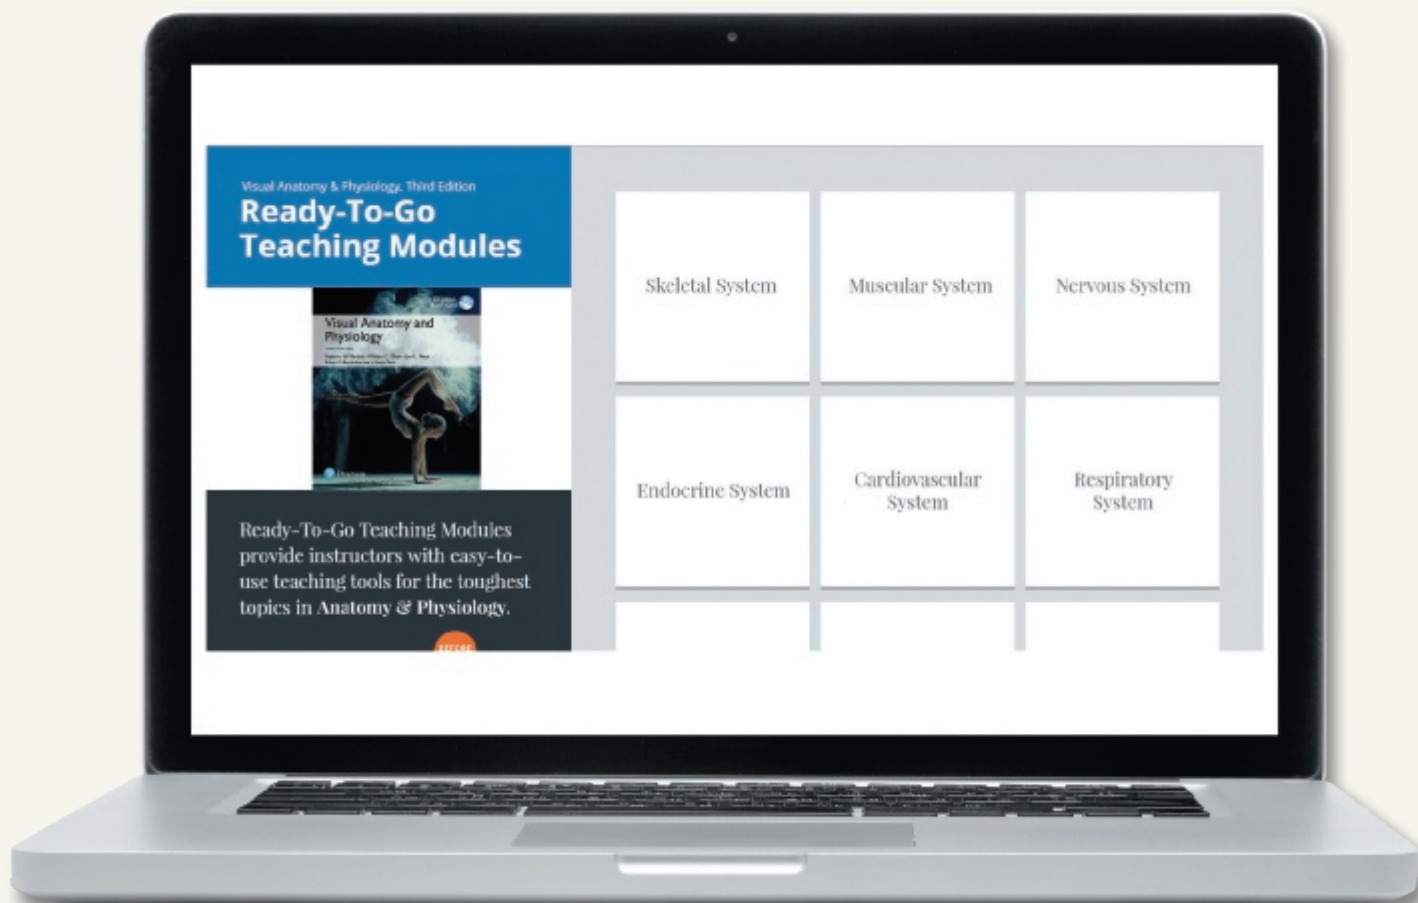 Visual Anatomy & Physiology, Third Edition
Ready-To-Go
Teaching Modules
Visual Anatomy and
Physiology
Pearson
Ready-To-Go Teaching Modules
provide instructors with easy-to-
use teaching tools for the toughest
topics in Anatomy & Physiology.
BEFORE
Skeletal System
Muscular System
Nervous System
Endocrine System
Cardiovascular
System
Respiratory
System